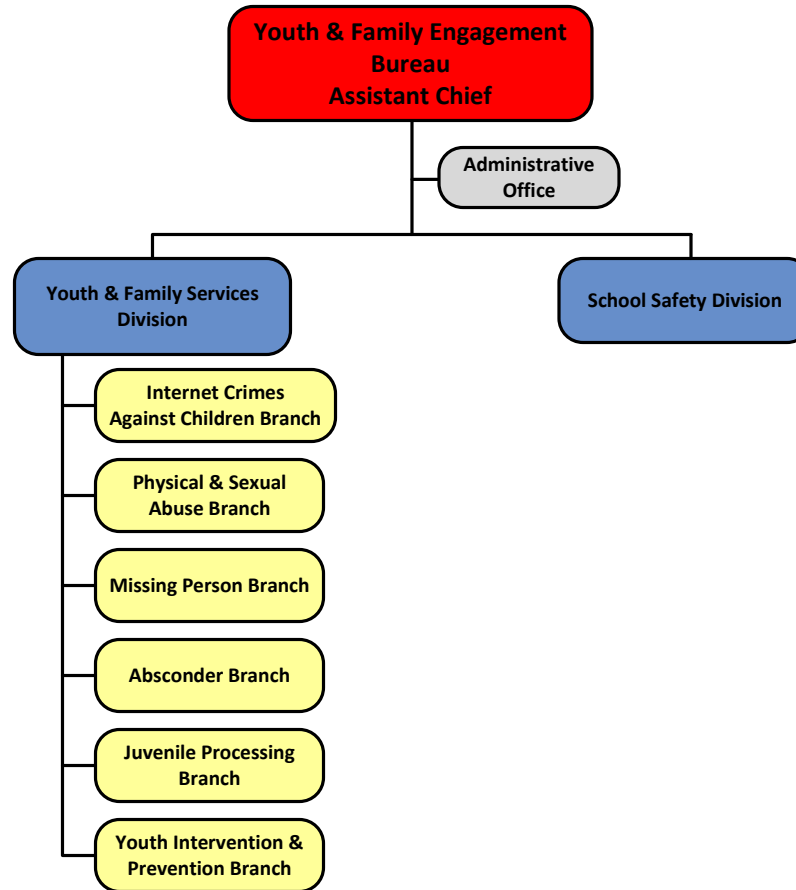 Youth & Family Engagement
Bureau
Assistant Chief
Administrative
Office
Youth & Family Services
Division
School Safety Division
Internet Crimes
Against Children Branch
Physical & Sexual
Abuse Branch
Missing Person Branch
Absconder Branch
Juvenile Processing
Branch
Youth Intervention &
Prevention Branch